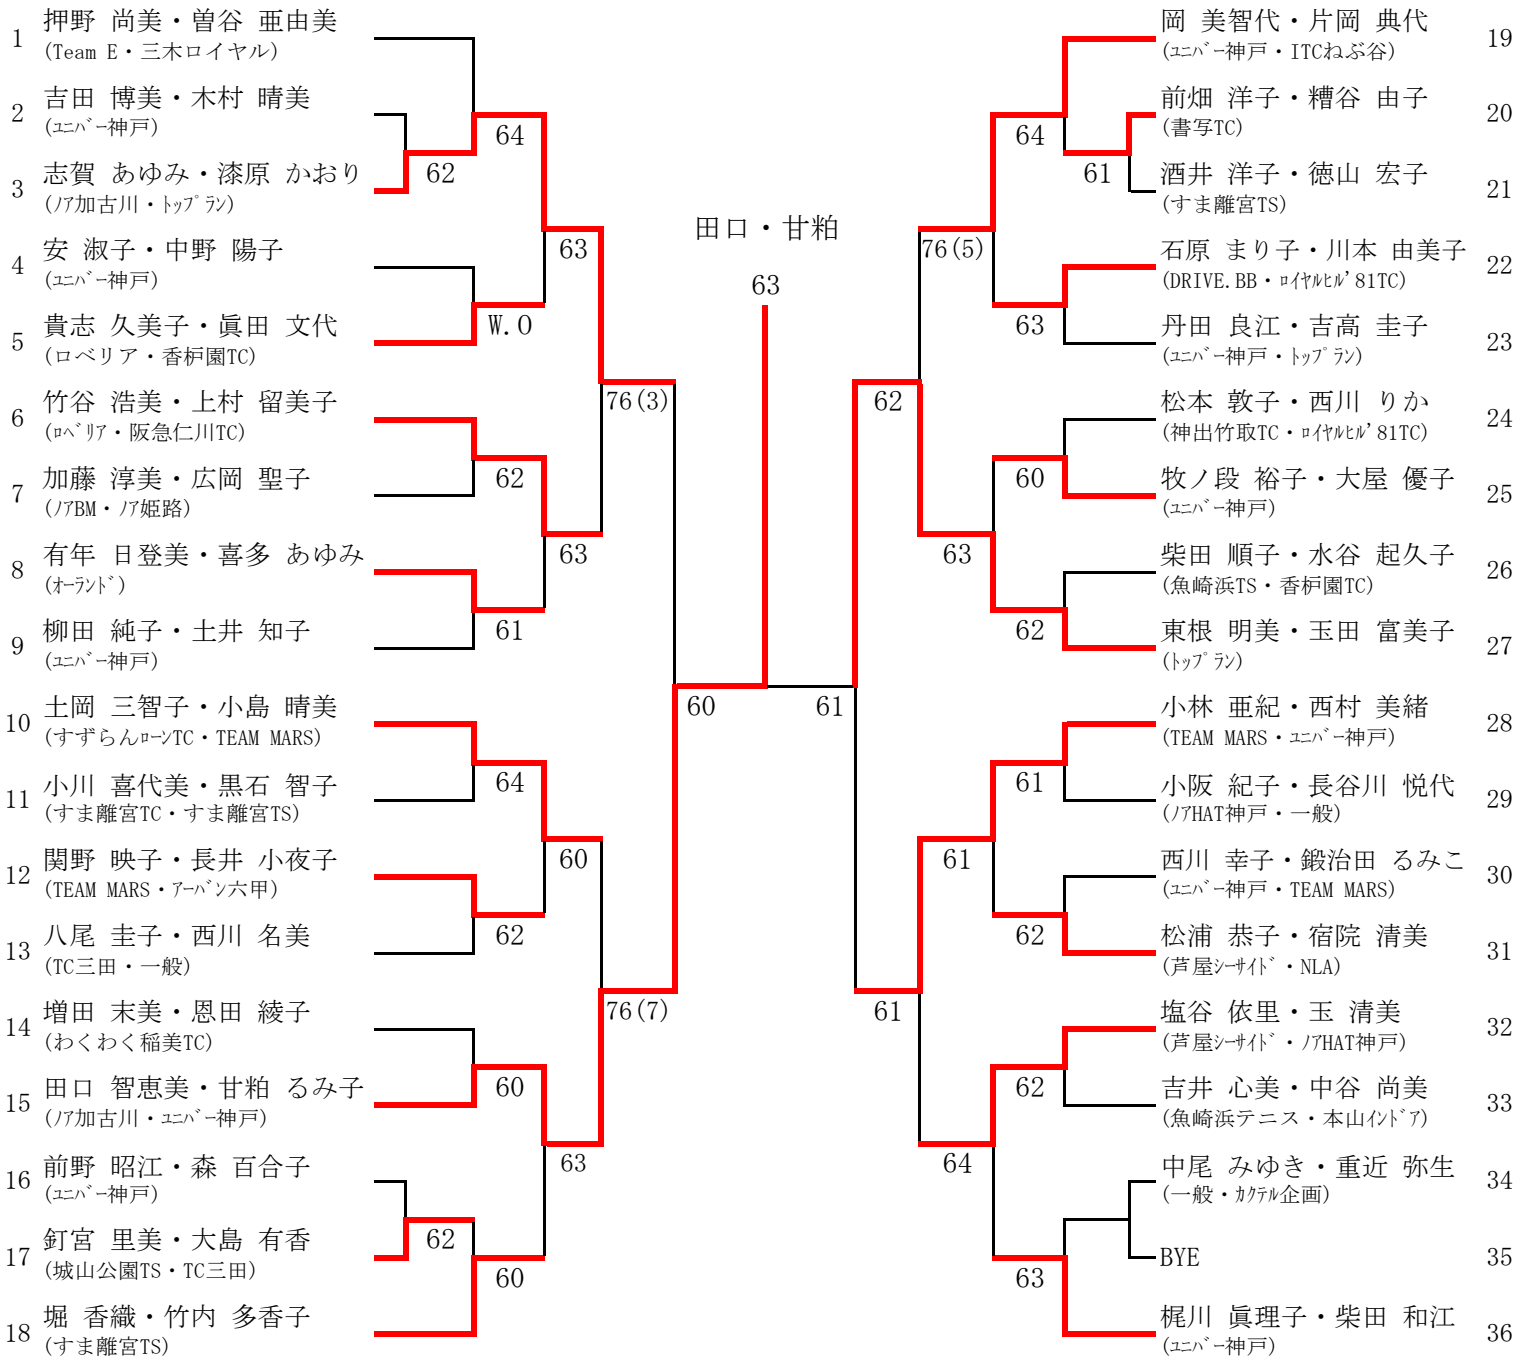 1 押野 尚美・曽谷 亜由美
(Team E・三木ロイヤル)
2 吉田 博美・木村 晴美
(ﾕﾆﾊﾞｰ神戸)
3 志賀 あゆみ・漆原 かおり
(ﾉｱ加古川・ﾄｯﾌﾟﾗﾝ)
4 安 淑子・中野 陽子
(ﾕﾆﾊﾞｰ神戸)
5 貴志 久美子・眞田 文代
(ロベリア・香枦園TC)
6 竹谷 浩美・上村 留美子
(ﾛﾍﾞﾘｱ・阪急仁川TC)
7 加藤 淳美・広岡 聖子
(ﾉｱBM・ﾉｱ姫路)
8 有年 日登美・喜多 あゆみ
(ｵｰﾗﾝﾄﾞ)
9 柳田 純子・土井 知子
(ﾕﾆﾊﾞｰ神戸)
10 土岡 三智子・小島 晴美
(すずらんﾛｰﾝTC・TEAM MARS)
11 小川 喜代美・黒石 智子
(すま離宮TC・すま離宮TS)
12 関野 映子・長井 小夜子
(TEAM MARS・ｱｰﾊﾞﾝ六甲)
13 八尾 圭子・西川 名美
(TC三田・一般)
14 増田 末美・恩田 綾子
(わくわく稲美TC)
15 田口 智恵美・甘粕 るみ子
(ﾉｱ加古川・ﾕﾆﾊﾞｰ神戸)
16 前野 昭江・森 百合子
(ﾕﾆﾊﾞｰ神戸)
17 釘宮 里美・大島 有香
(城山公園TS・TC三田)
18 堀 香織・竹内 多香子
(すま離宮TS)
62
62
64
W.O
62
61
64
62
60
60
63
63
60
63
76(3)
76(7)
60
田口・甘粕
63
61
62
61
76(5)
63
61
64
64
63
60
62
61
62
62
63
61
岡 美智代・片岡 典代 19
(ﾕﾆﾊﾞｰ神戸・ITCねぶ谷)
前畑 洋子・糟谷 由子 20
(書写TC)
酒井 洋子・徳山 宏子 21
(すま離宮TS)
石原 まり子・川本 由美子 22
(DRIVE.BB・ﾛｲﾔﾙﾋﾙ'81TC)
丹田 良江・吉高 圭子 23
(ﾕﾆﾊﾞｰ神戸・ﾄｯﾌﾟﾗﾝ)
松本 敦子・西川 りか 24
(神出竹取TC・ﾛｲﾔﾙﾋﾙ'81TC)
牧ノ段 裕子・大屋 優子 25
(ﾕﾆﾊﾞｰ神戸)
柴田 順子・水谷 起久子 26
(魚崎浜TS・香枦園TC)
東根 明美・玉田 富美子 27
(ﾄｯﾌﾟﾗﾝ)
小林 亜紀・西村 美緒 28
(TEAM MARS・ﾕﾆﾊﾞｰ神戸)
小阪 紀子・長谷川 悦代 29
(ﾉｱHAT神戸・一般)
西川 幸子・鍛治田 るみこ 30
(ﾕﾆﾊﾞｰ神戸・TEAM MARS)
松浦 恭子・宿院 清美 31
(芦屋ｼｰｻｲﾄﾞ・NLA)
塩谷 依里・玉 清美 32
(芦屋ｼｰｻｲﾄﾞ・ﾉｱHAT神戸)
吉井 心美・中谷 尚美 33
(魚崎浜テニス・本山ｲﾝﾄﾞｱ)
中尾 みゆき・重近 弥生 34
(一般・ｶｸﾃﾙ企画)
BYE 35
梶川 眞理子・柴田 和江 36
(ﾕﾆﾊﾞｰ神戸)